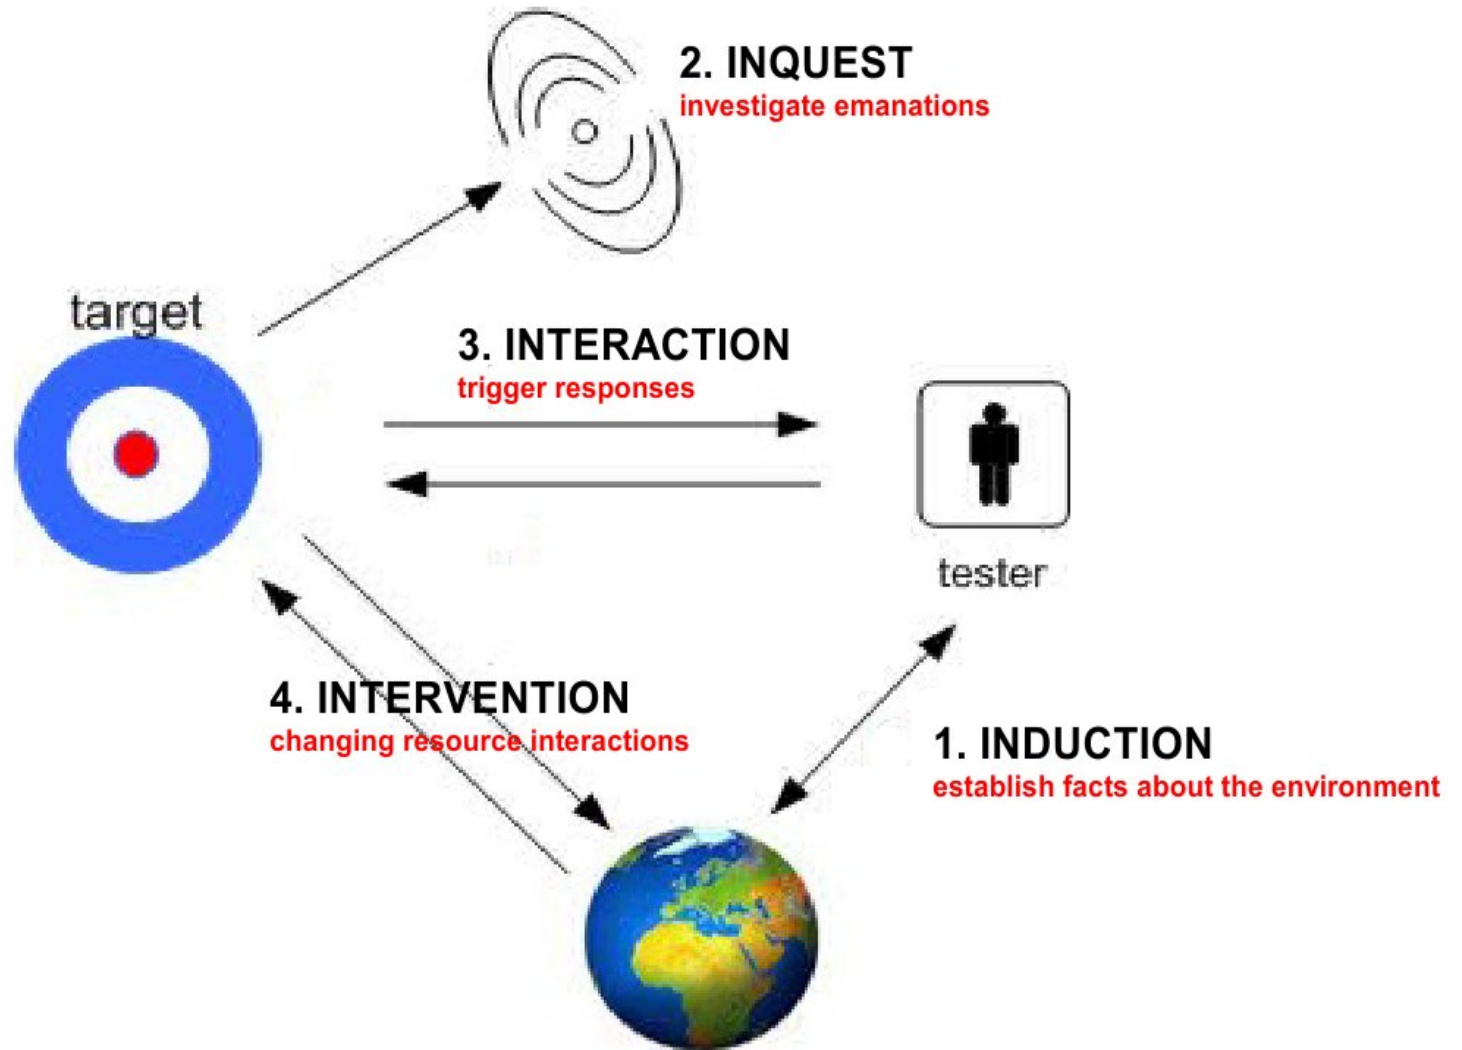 2. INQUEST
investigate emanations
target
3. INTERACTION
trigger responses
tester
4. INTERVENTION
changing resource interactions
1. INDUCTION
establish facts about the environment